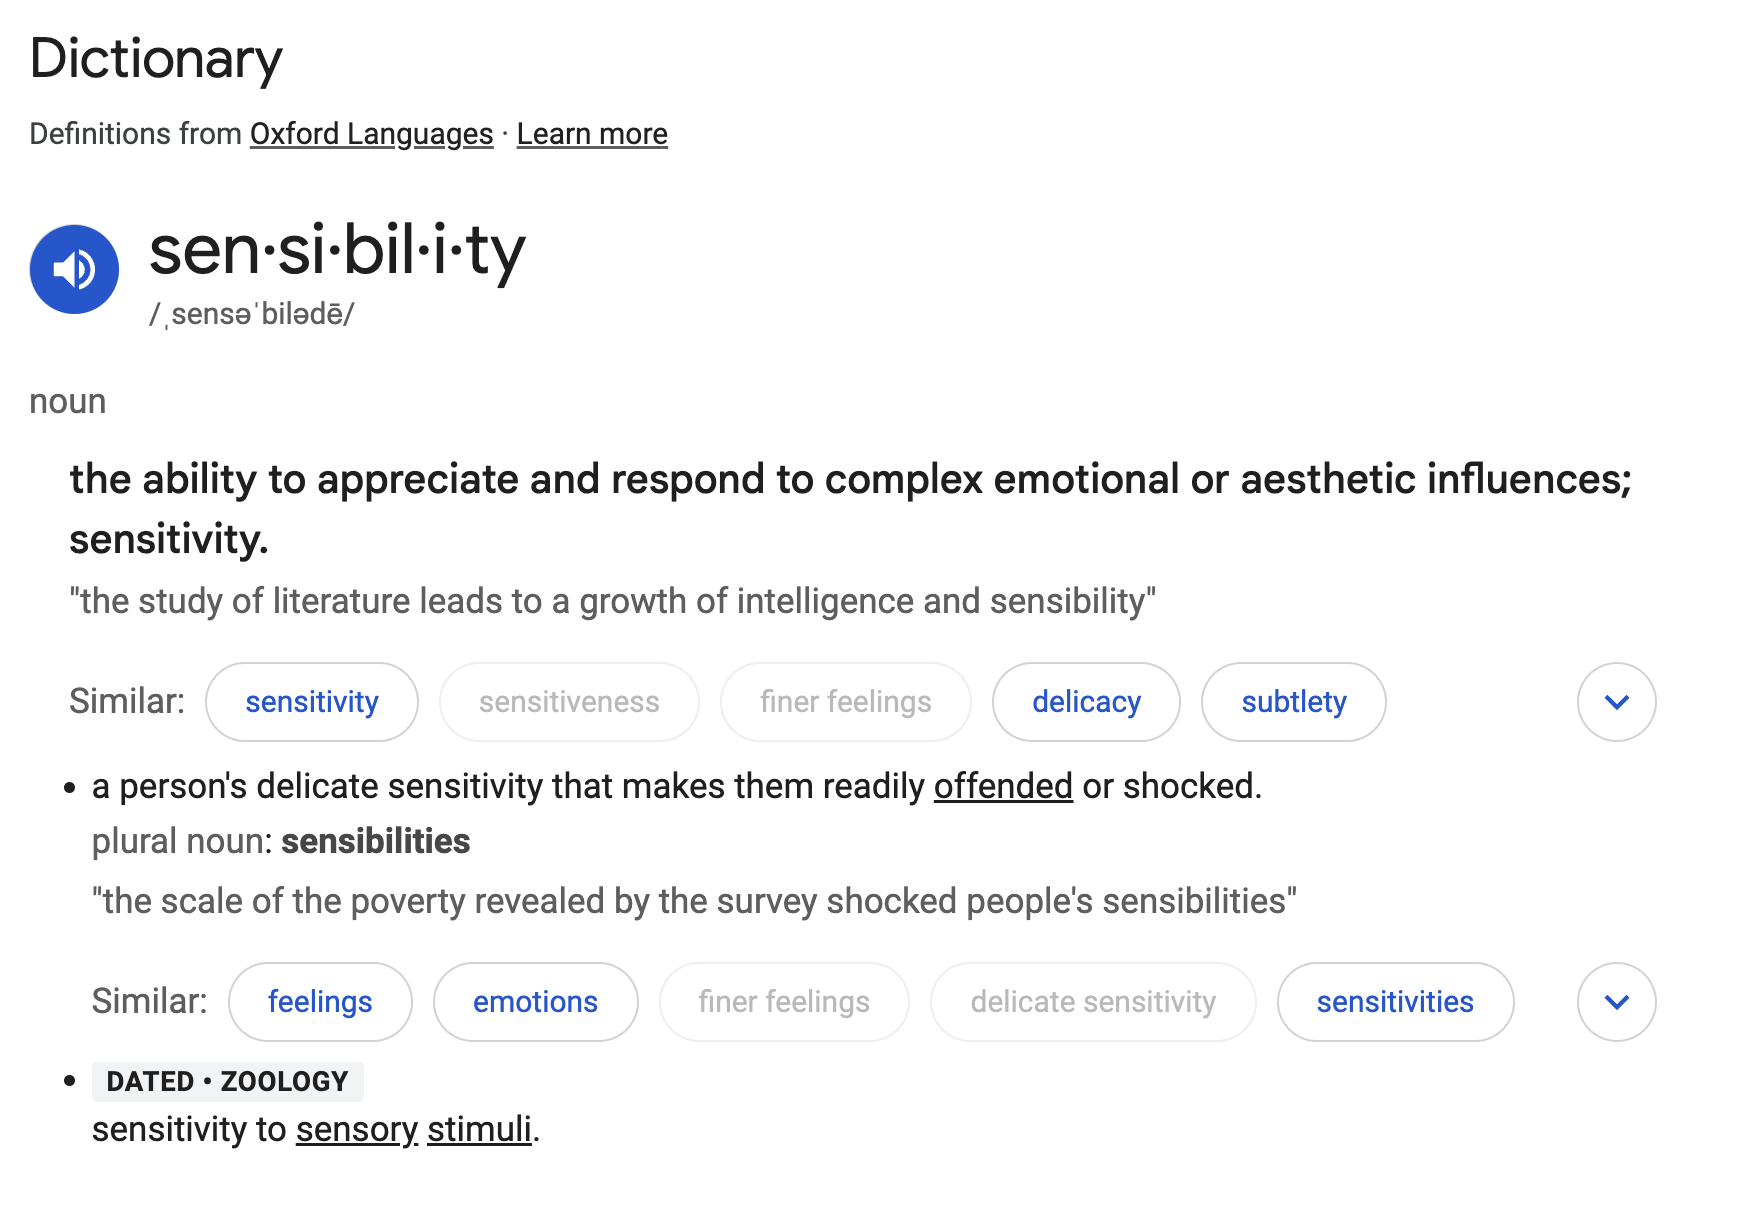 Dictionary
Definitions from Oxford Languages · Learn more
sen·si·bil·i·ty
/ˌsensəˈbilədē/
noun
the ability to appreciate and respond to complex emotional or aesthetic influences;
sensitivity.
"the study of literature leads to a growth of intelligence and sensibility"
Similar: sensitivity sensitiveness finer feelings delicacy subtlety
• a person's delicate sensitivity that makes them readily offended or shocked.
plural noun: sensibilities
"the scale of the poverty revealed by the survey shocked people's sensibilities"
Similar: feelings emotions finer feelings delicate sensitivity sensitivities
• DATED • ZOOLOGY
sensitivity to sensory stimuli.